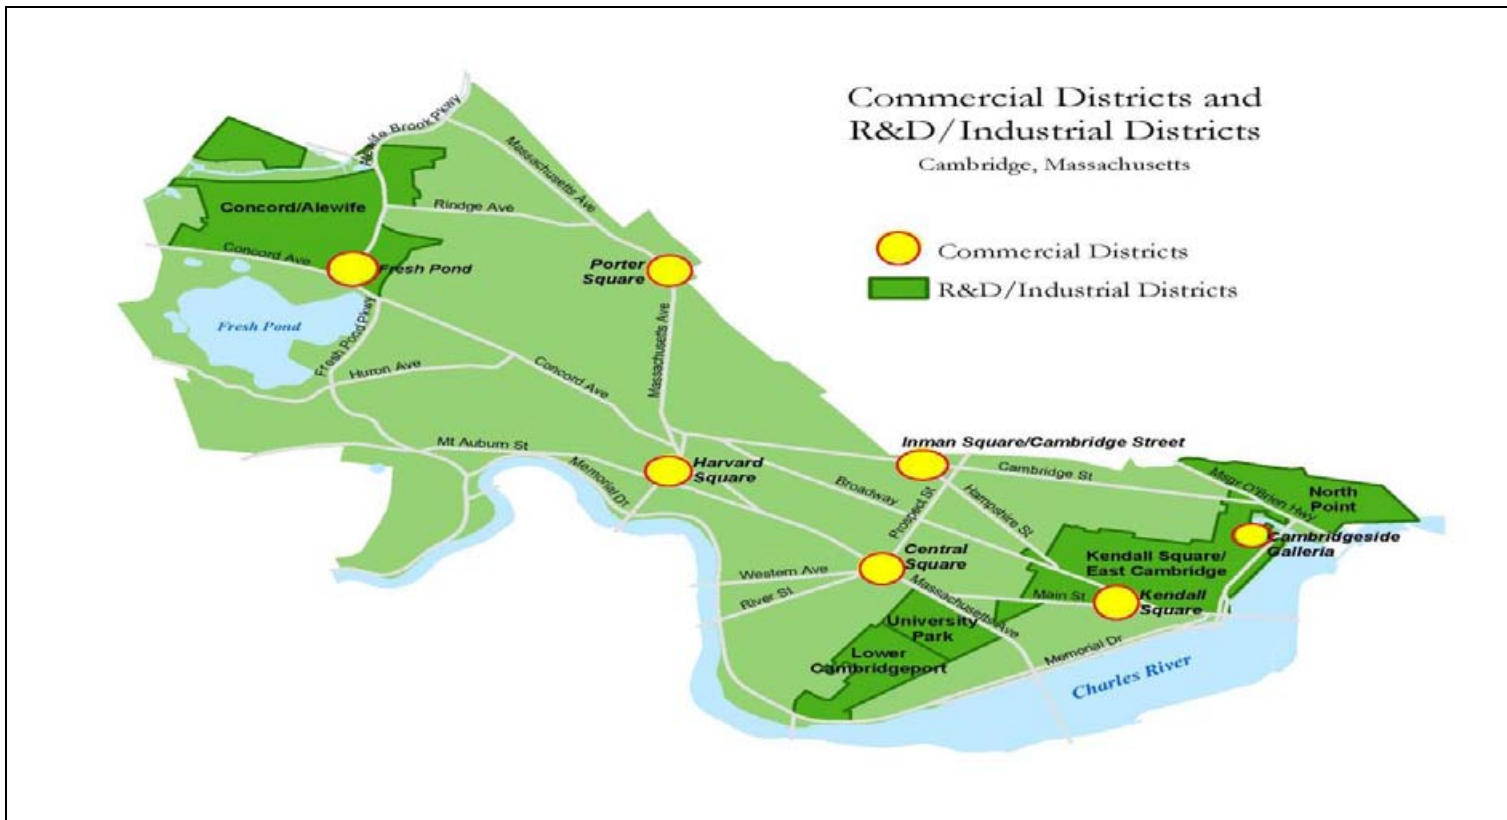 Commercial Districts and
R&D/Industrial Districts
Cambridge, Massachusetts
Commercial Districts
R&D/Industrial Districts
Alewife Brook Pkwy
Massachusetts Ave
Concord/Alewife
Rindge Ave
Concord Ave
Fresh Pond
Porter
Square
Fresh Pond
Fresh Pond Pkwy
Massachusetts Ave
Huron Ave
Concord Ave
Mt Auburn St
Memorial Dr
Harvard
Square
Inman Square/Cambridge Street
Cambridge St
Msgr O'Brien Hwy
North
Point
Broadway
Prospect St
Hampshire St
Cambridgeside
Galleria
Central
Square
Kendall Square/
East Cambridge
Western Ave
River St
Massachusetts Ave
Main St
Kendall
Square
University
Park
Lower
Cambridgeport
Memorial Dr
Charles River